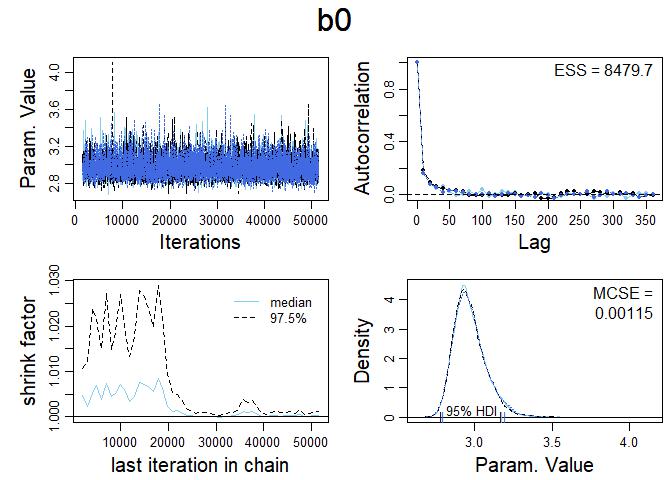 b0
Param. Value
2.8 3.2 3.6 4.0
0 10000 20000 30000 40000 50000
Iterations
Autocorrelation
0.0 0.4 0.8
ESS = 8479.7
0 50 100 150 200 250 300 350
Lag
shrink factor
1.000 1.010 1.020 1.030
median
97.5%
10000 20000 30000 40000 50000
last iteration in chain
Density
0 1 2 3 4
MCSE =
0.00115
95% HDI
3.0 3.5 4.0
Param. Value